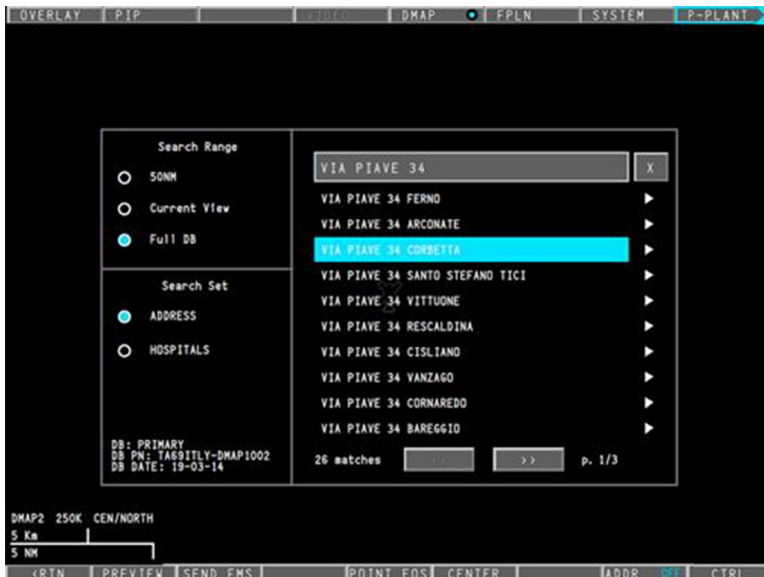 OVERLAY PIP VIDEO DMAP FPLN SYSTEM P-PLANT
Search Range
50NM
Current View
Full DB
Search Set
ADDRESS
HOSPITALS
DB: PRIMARY
DB PN: TA69ITLY-DMAP1002
DB DATE: 19-03-14
VIA PIAVE 34 X
VIA PIAVE 34 FERNO
VIA PIAVE 34 ARCONATE
VIA PIAVE 34 CORBETTA
VIA PIAVE 34 SANTO STEFANO TICI
VIA PIAVE 34 VITTUONE
VIA PIAVE 34 RESCALDINA
VIA PIAVE 34 CISLIANO
VIA PIAVE 34 VANZAGO
VIA PIAVE 34 CORNAREDO
VIA PIAVE 34 BAREGGIO
26 matches >> p. 1/3
DMAP2 250K CEN/NORTH
5 Km
5 NM
<RTN PREVIEW SEND FMS POINT EOS CENTER ADDR OFF CTRL